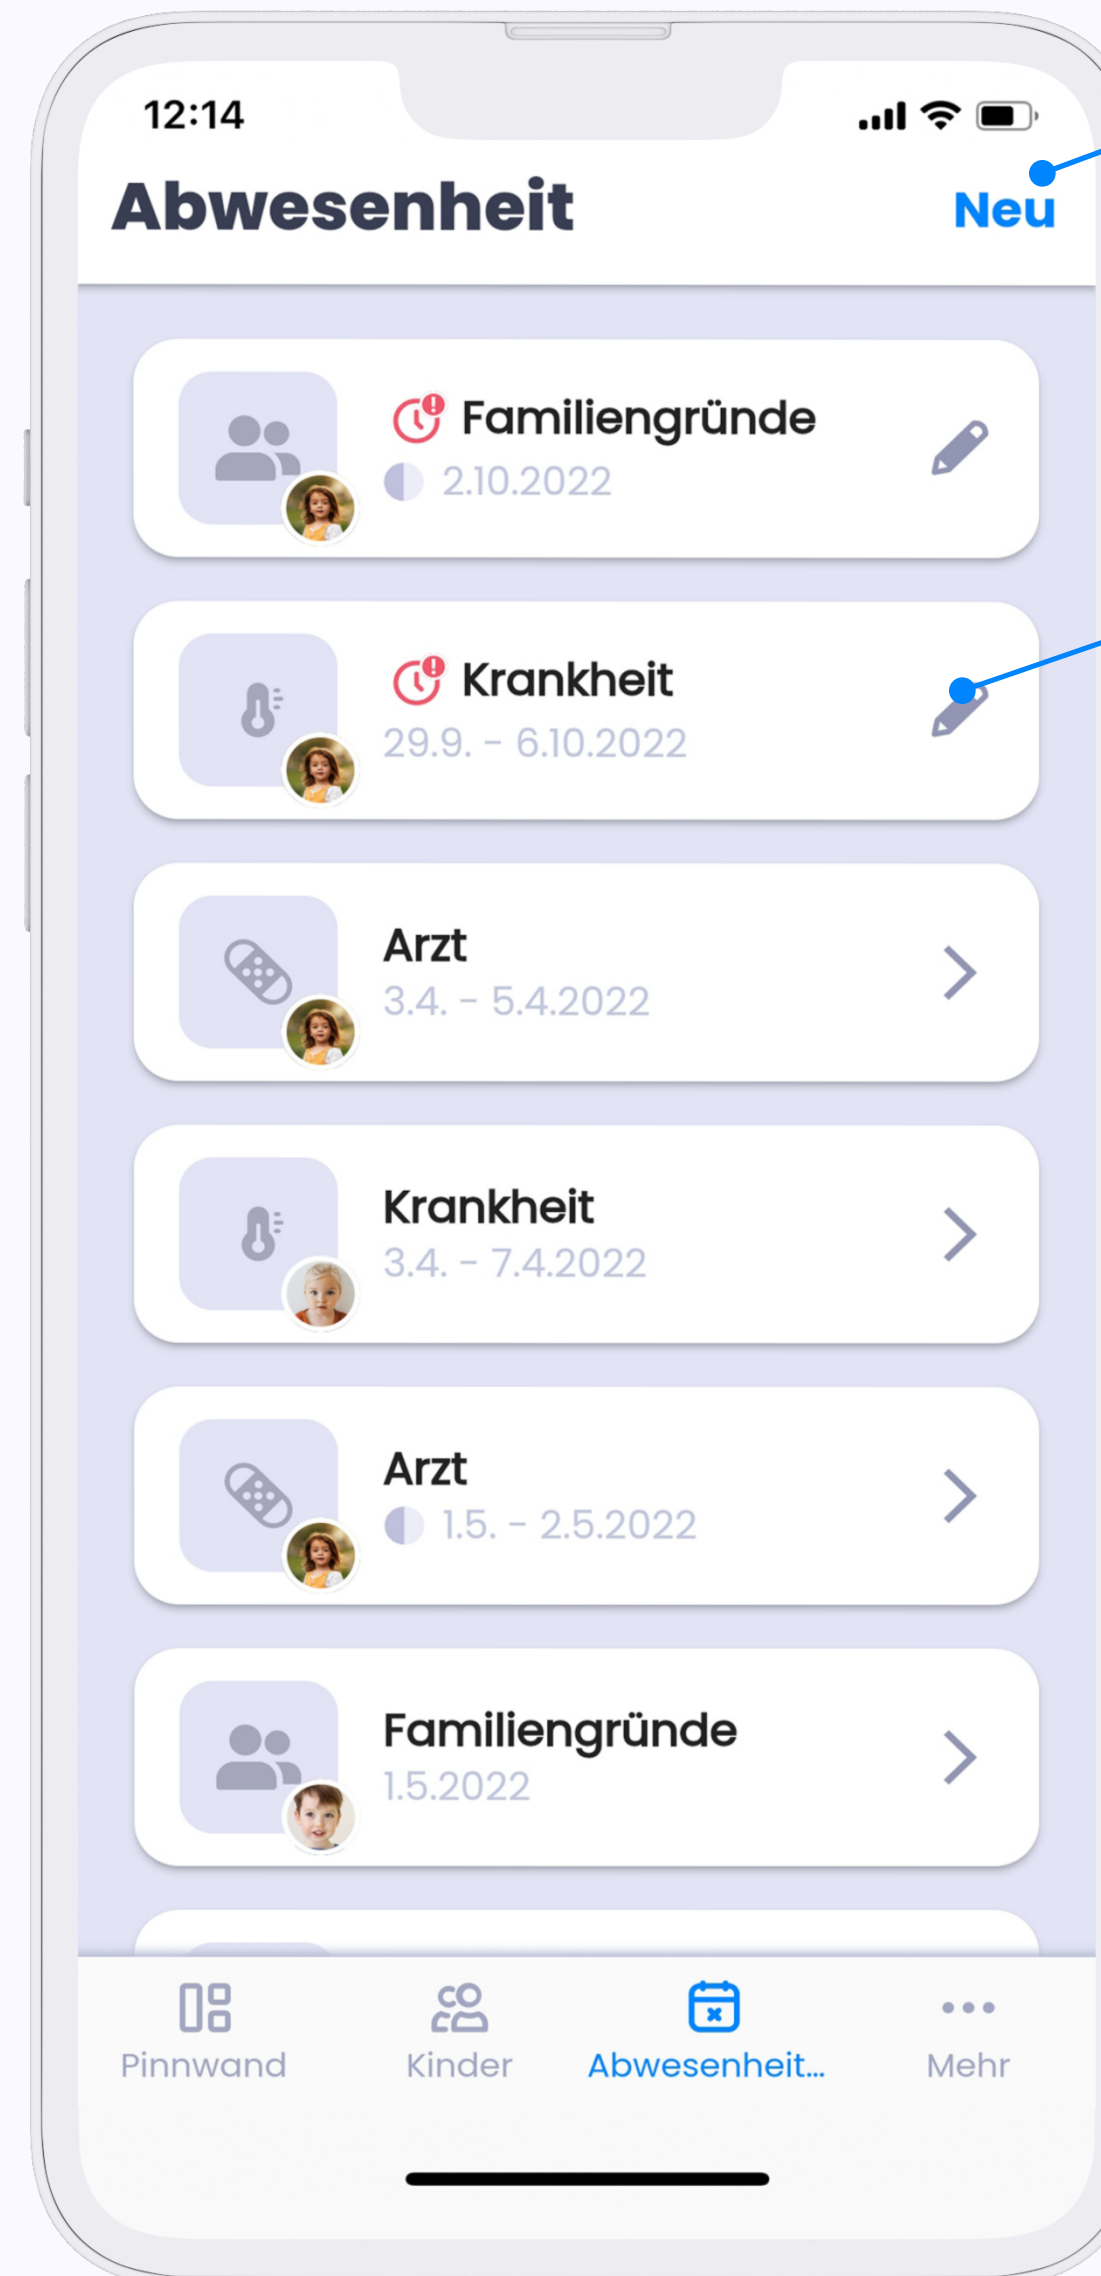 12:14
Abwesenheit
Neu
Familiengründe
2.10.2022
Krankheit
29.9. - 6.10.2022
Arzt
3.4. - 5.4.2022
Krankheit
3.4. - 7.4.2022
Arzt
1.5. - 2.5.2022
Familiengründe
1.5.2022
Pinnwand
Kinder
Abwesenheit...
Mehr